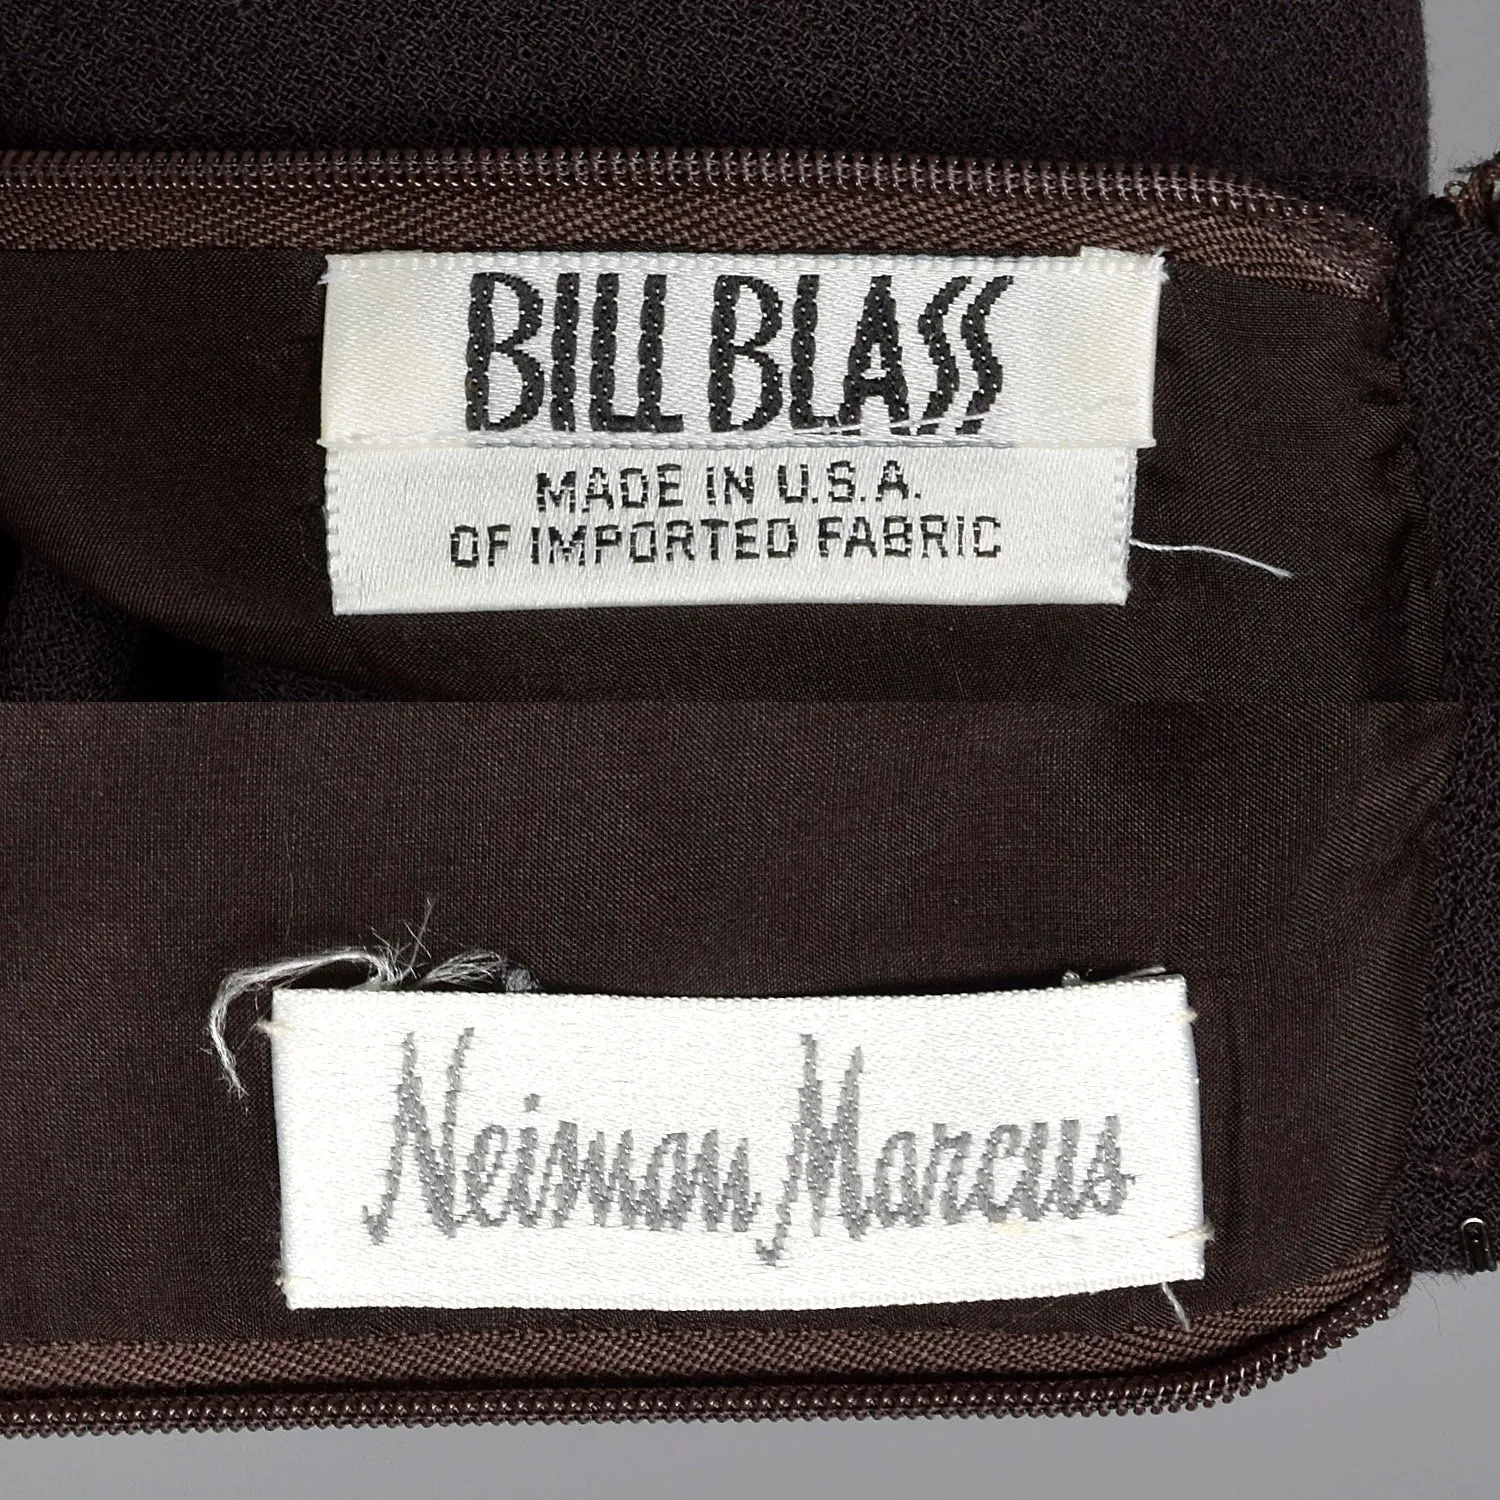 BILL BLASS
MADE IN U.S.A.
OF IMPORTED FABRIC
Neiman Marcus